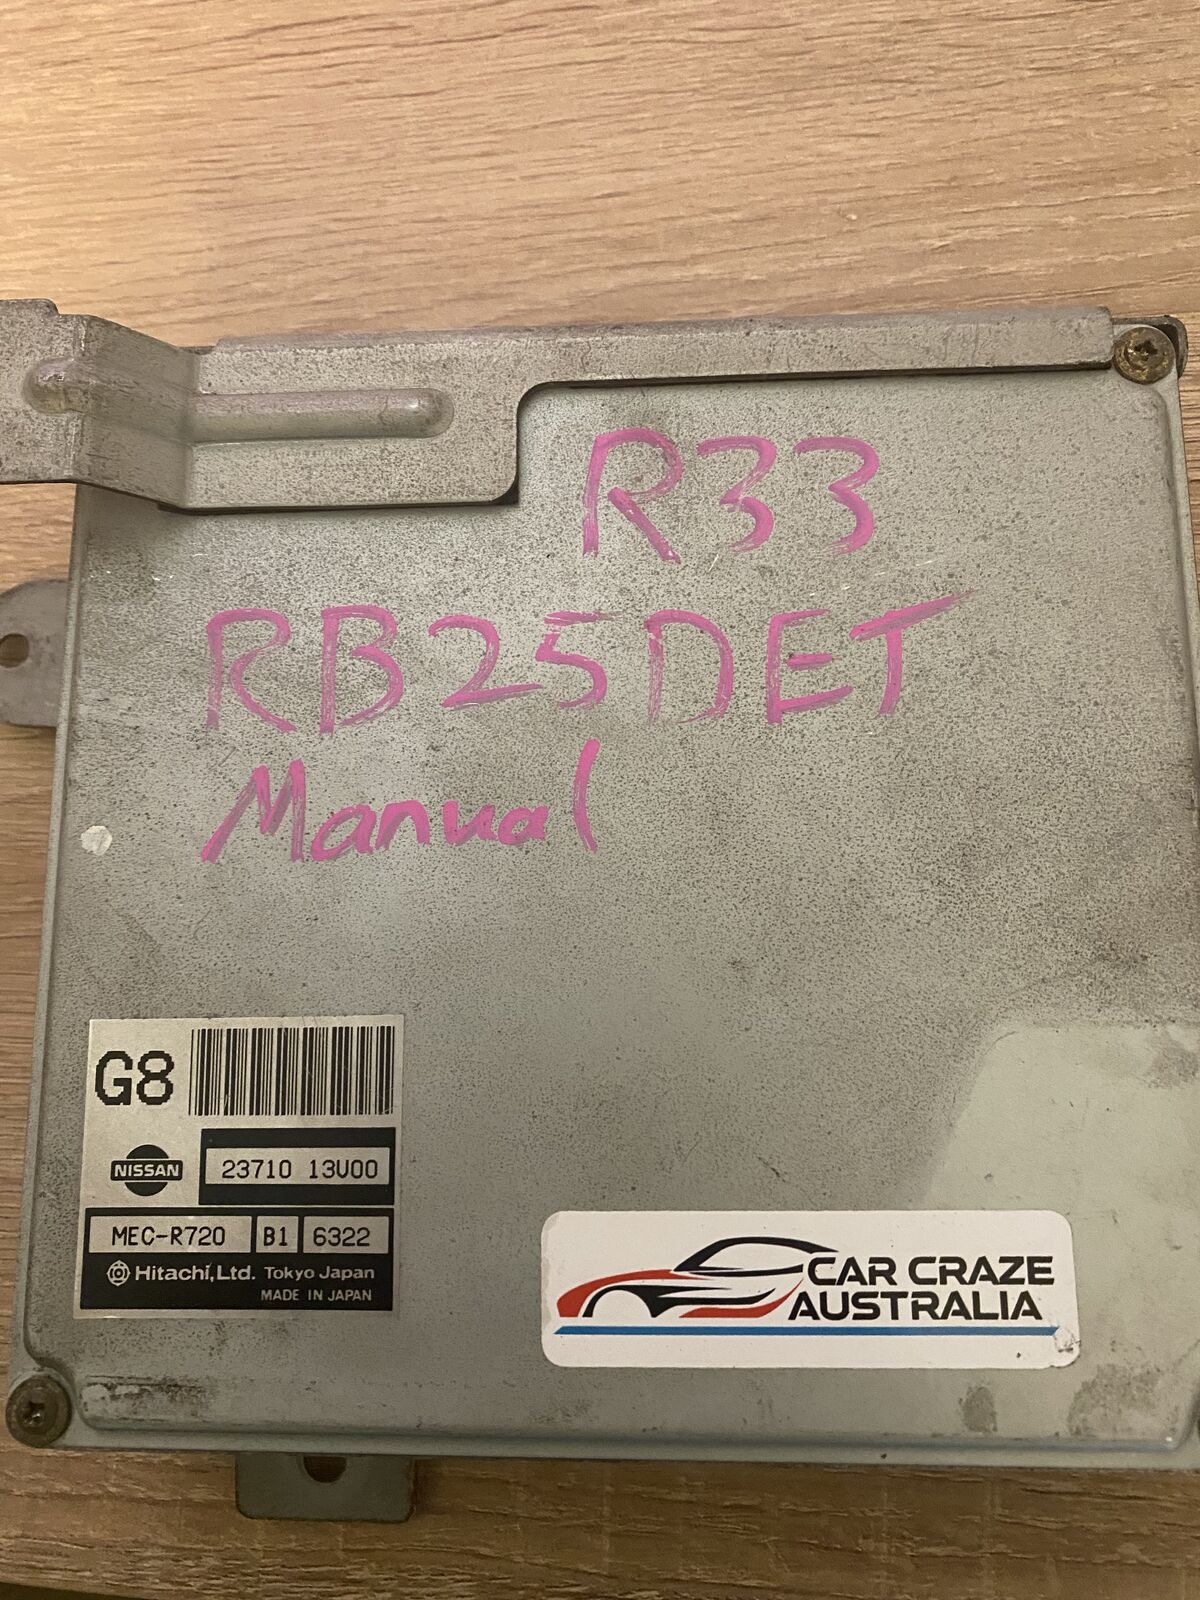 R33
RB25DET
Manual
G8
NISSAN
23710 13U00
MEC-R720 B1 6322
Hitachi, Ltd. Tokyo Japan
MADE IN JAPAN
CAR CRAZE
AUSTRALIA